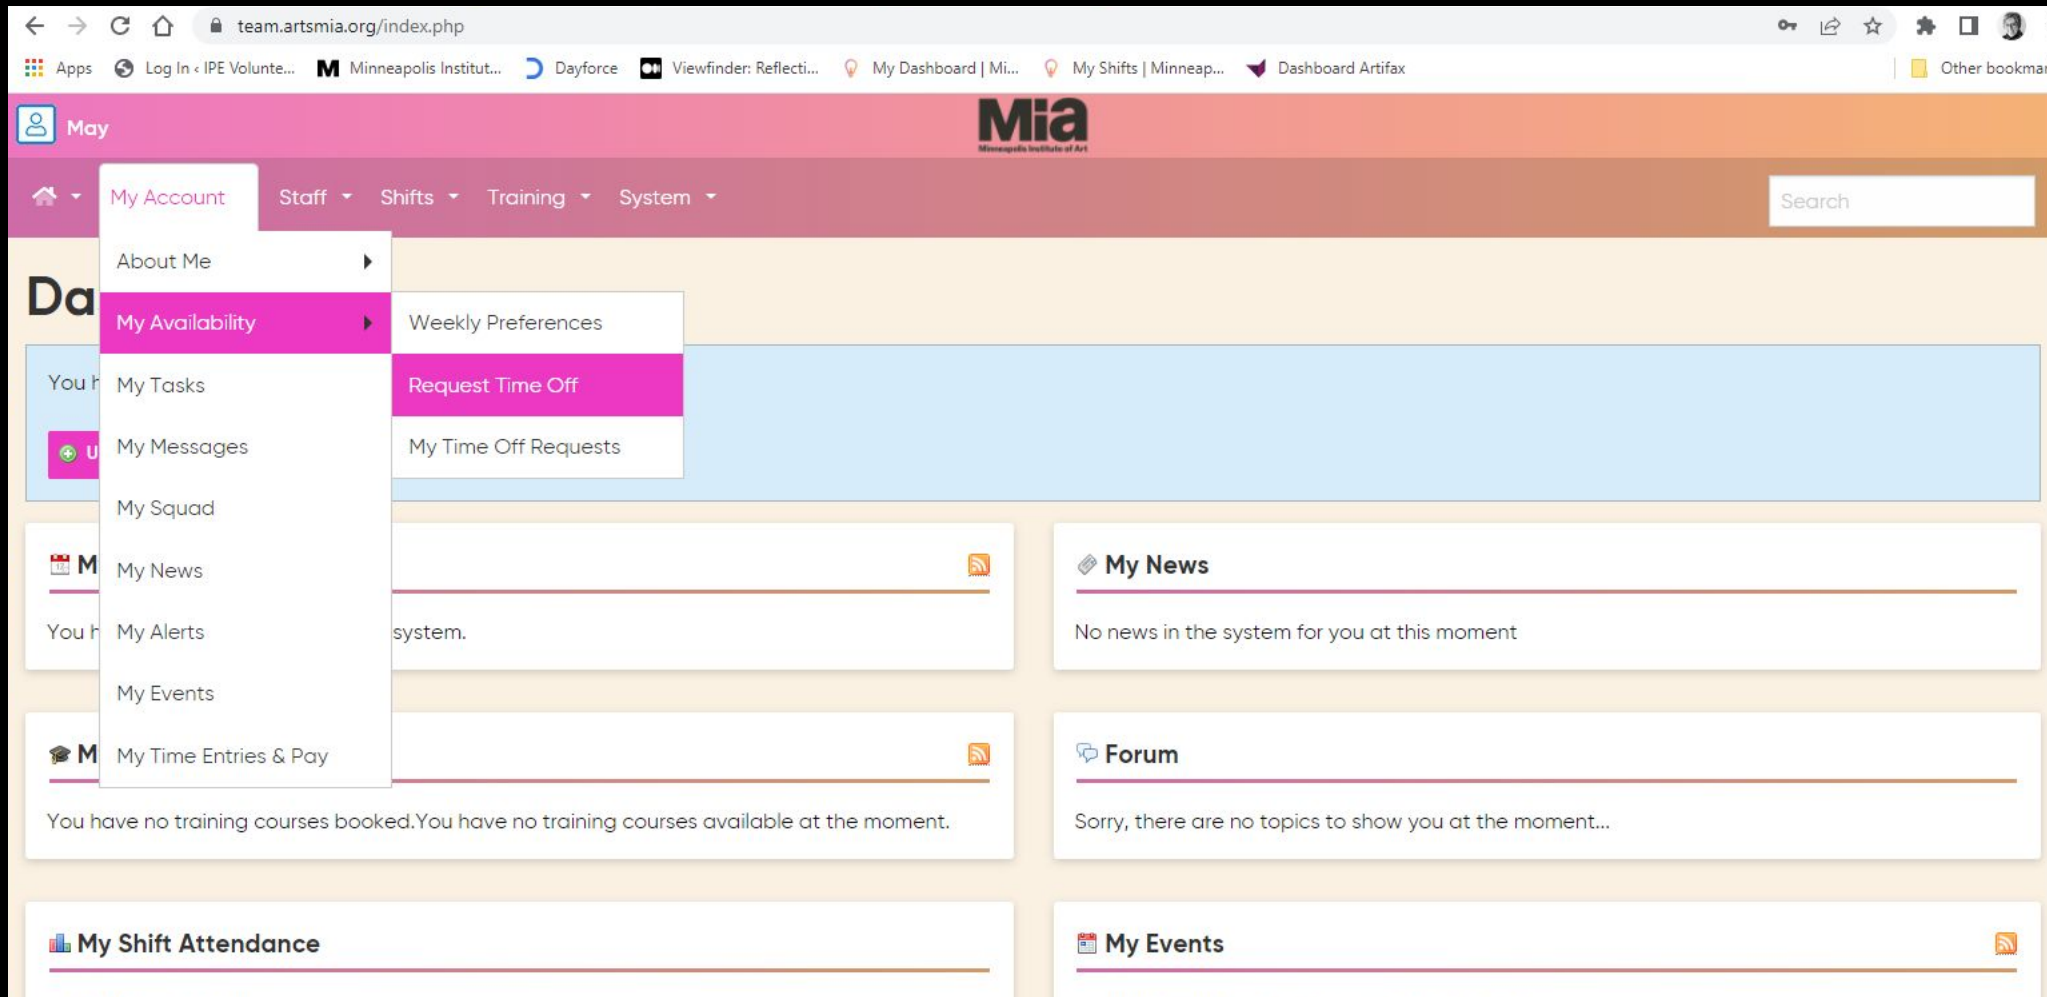 team.artsmia.org/index.php
Apps Log In ‹ IPE Volunte... Minneapolis Institut... Dayforce Viewfinder: Reflecti... My Dashboard | Mi... My Shifts | Minneap... Dashboard Artifax Other bookmar
May
Mia
Minneapolis Institute of Art
My Account Staff Shifts Training System Search
About Me
Da
My Availability Weekly Preferences
You h My Tasks Request Time Off
U My Messages My Time Off Requests
My Squad
M My News My News
You h My Alerts system. No news in the system for you at this moment
My Events
M My Time Entries & Pay Forum
You have no training courses booked.You have no training courses available at the moment. Sorry, there are no topics to show you at the moment...
My Shift Attendance My Events